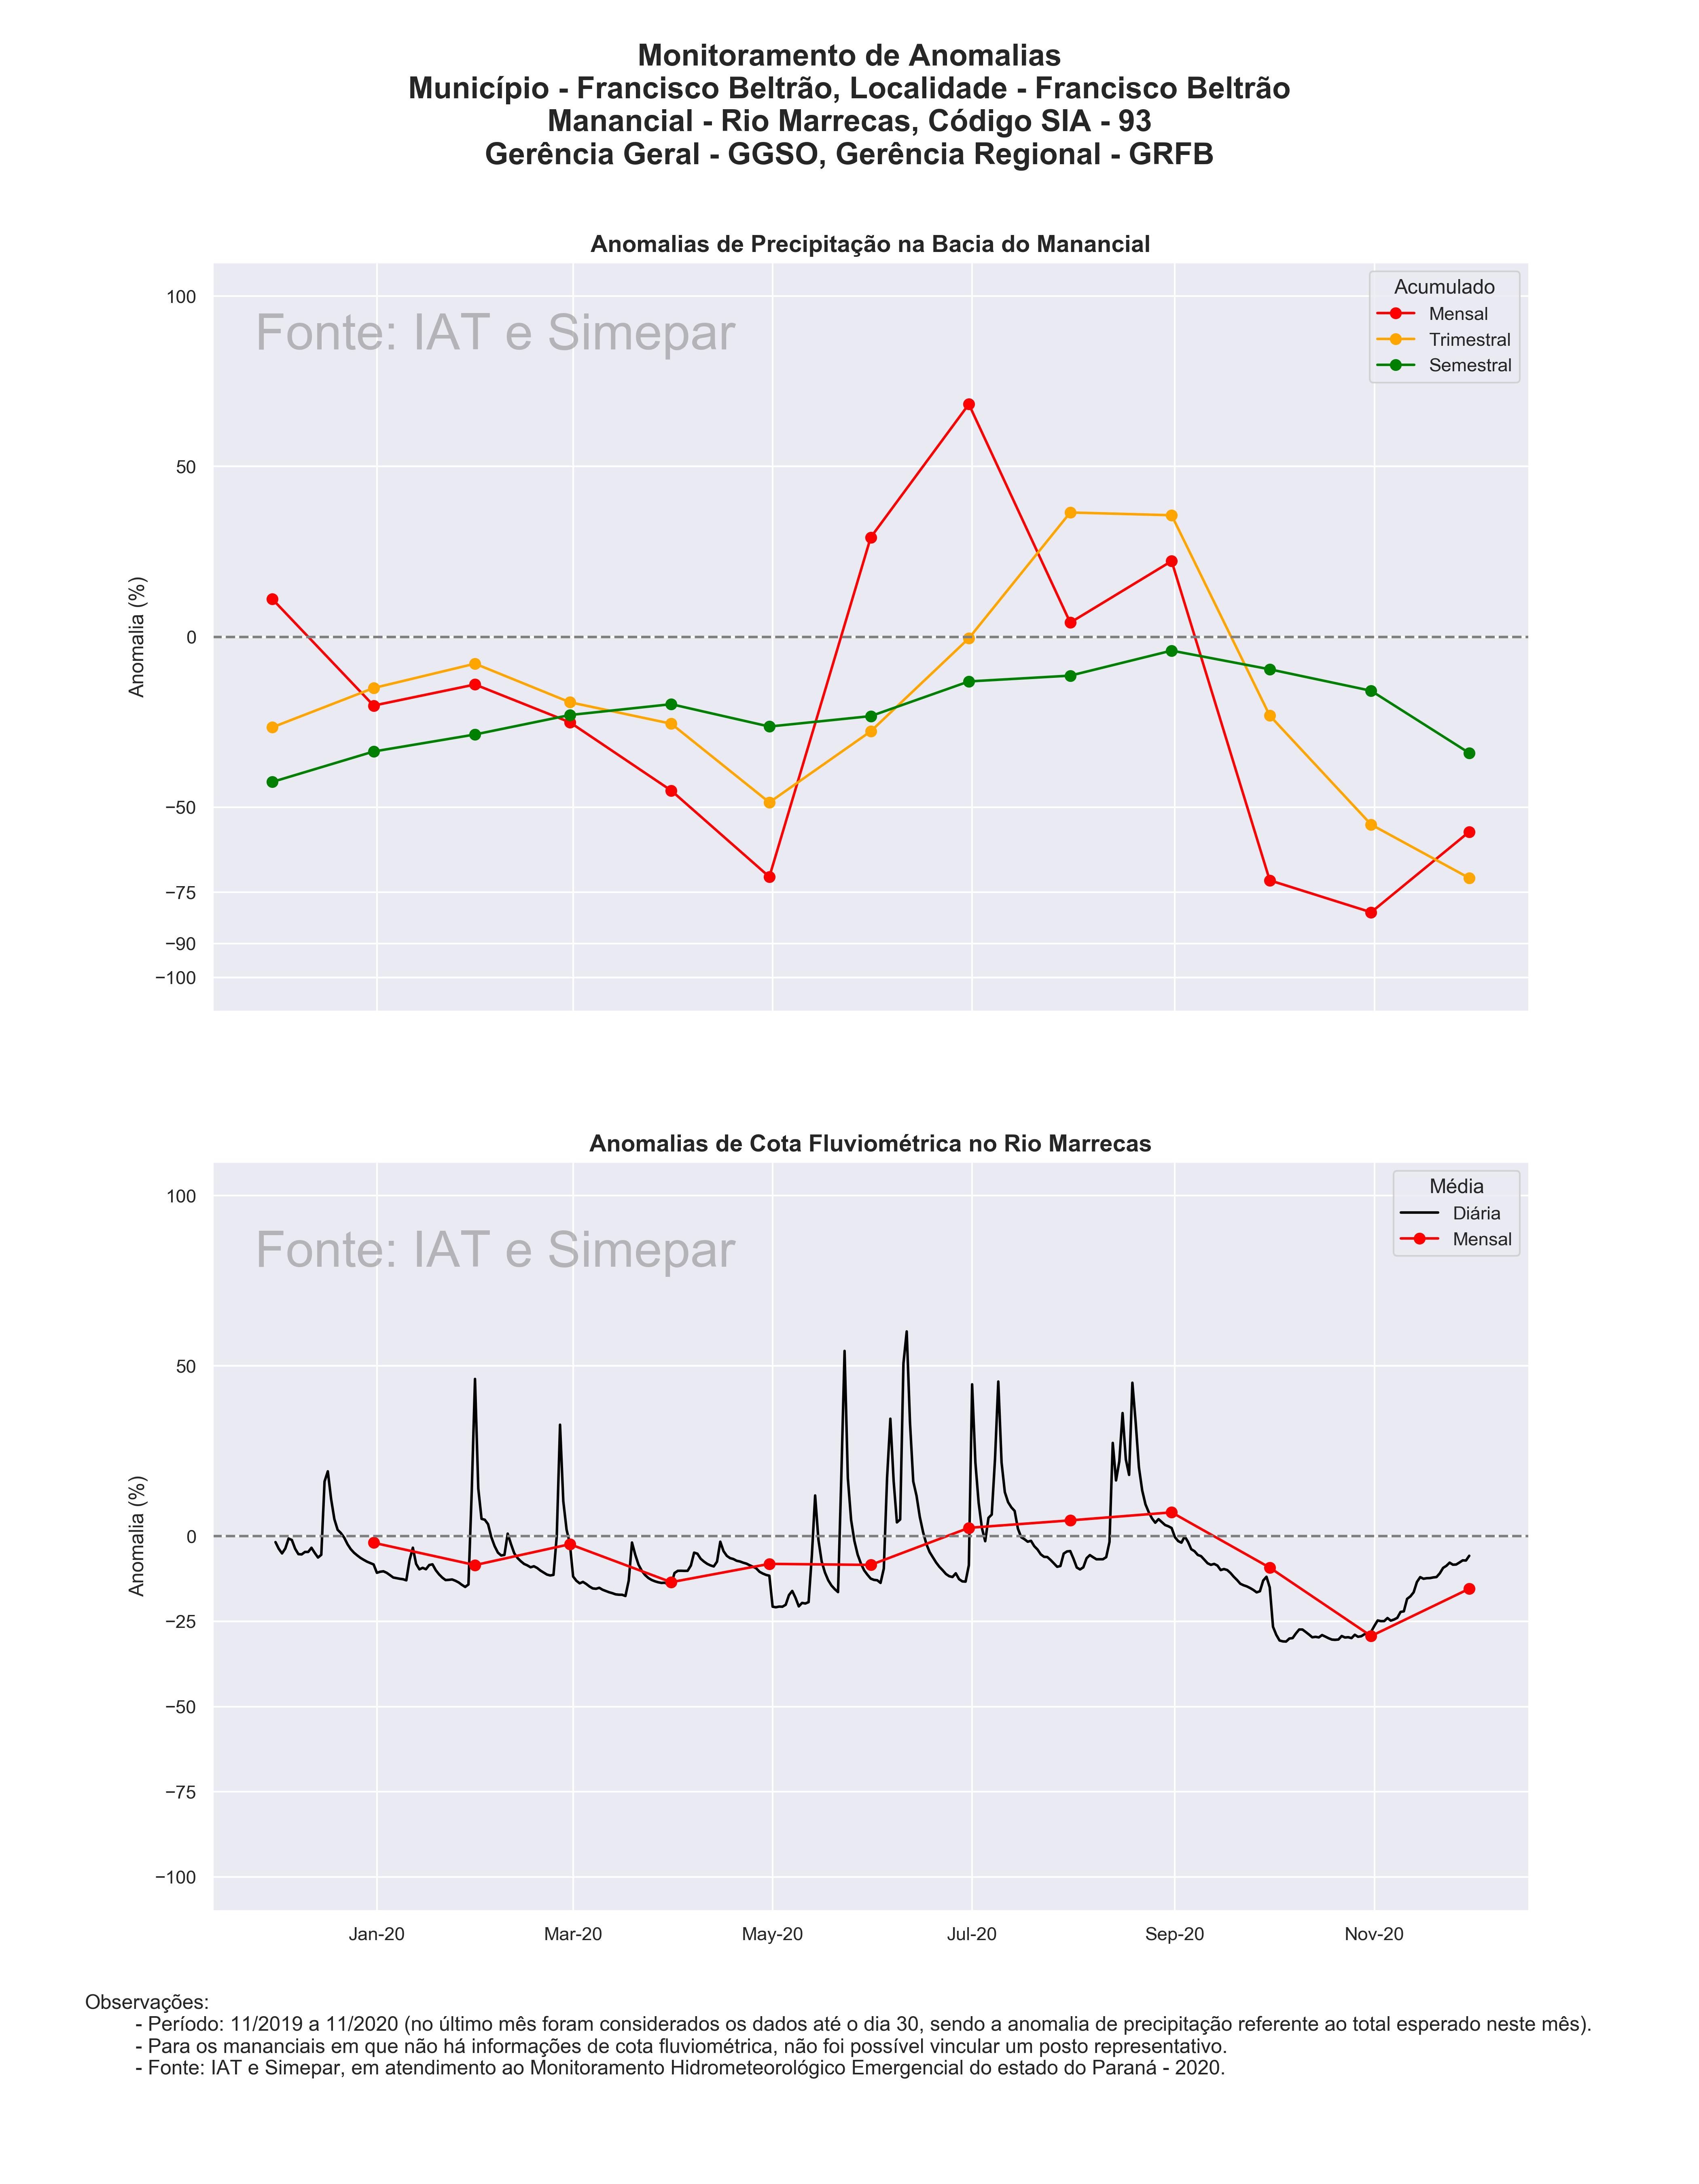 Monitoramento de Anomalias
Município - Francisco Beltrão, Localidade - Francisco Beltrão
Manancial - Rio Marrecas, Código SIA - 93
Gerência Geral - GGSO, Gerência Regional - GRFB
Anomalias de Precipitação na Bacia do Manancial
Fonte: IAT e Simepar
Acumulado
Mensal
Trimestral
Semestral
Anomalia (%)
100
50
0
−50
−75
−90
−100
Anomalias de Cota Fluviométrica no Rio Marrecas
Fonte: IAT e Simepar
Média
Diária
Mensal
Anomalia (%)
100
50
0
−25
−50
−75
−100
Jan-20 Mar-20 May-20 Jul-20 Sep-20 Nov-20
Observações:
- Período: 11/2019 a 11/2020 (no último mês foram considerados os dados até o dia 30, sendo a anomalia de precipitação referente ao total esperado neste mês).
- Para os mananciais em que não há informações de cota fluviométrica, não foi possível vincular um posto representativo.
- Fonte: IAT e Simepar, em atendimento ao Monitoramento Hidrometeorológico Emergencial do estado do Paraná - 2020.